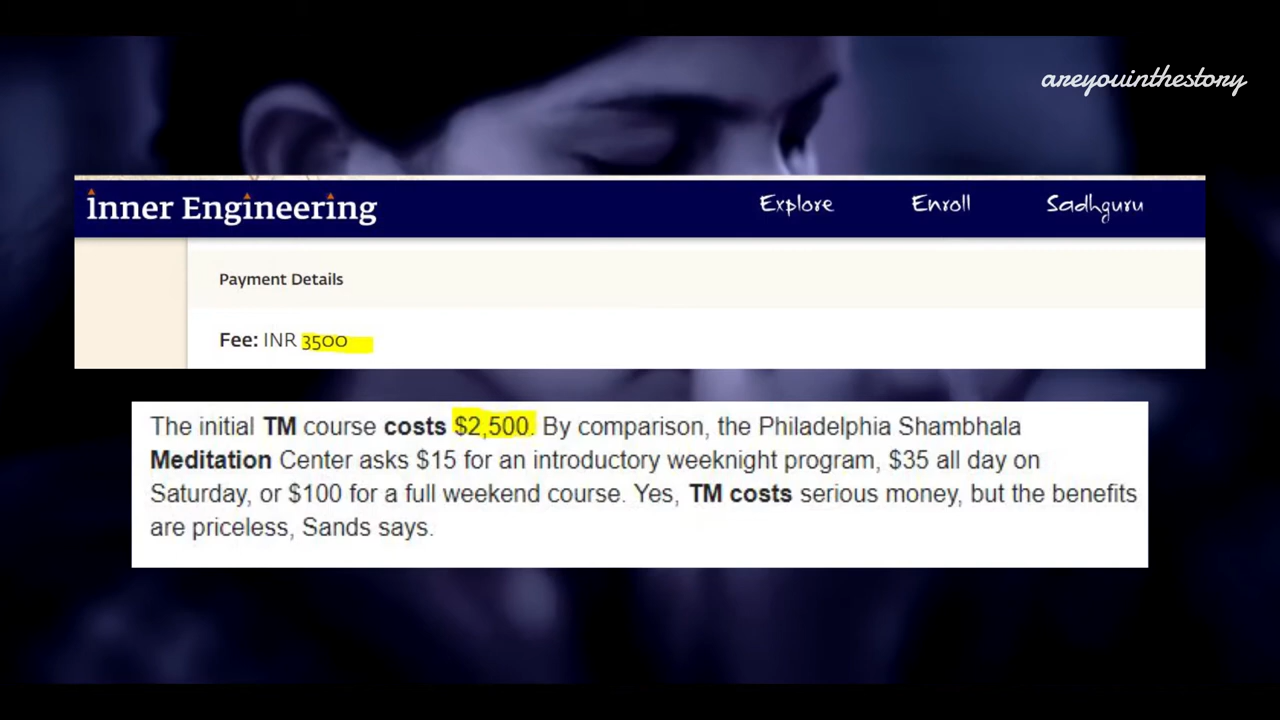 areyouinthestory
Inner Engineering Explore Enroll Sadhguru
Payment Details
Fee: INR 3500
The initial TM course costs $2,500. By comparison, the Philadelphia Shambhala
Meditation Center asks $15 for an introductory weeknight program, $35 all day on
Saturday, or $100 for a full weekend course. Yes, TM costs serious money, but the benefits
are priceless, Sands says.